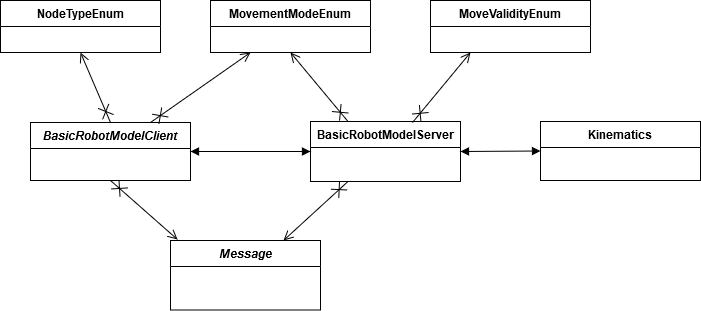 NodeTypeEnum
MovementModeEnum
MoveValidityEnum
BasicRobotModelClient
BasicRobotModelServer
Kinematics
Message